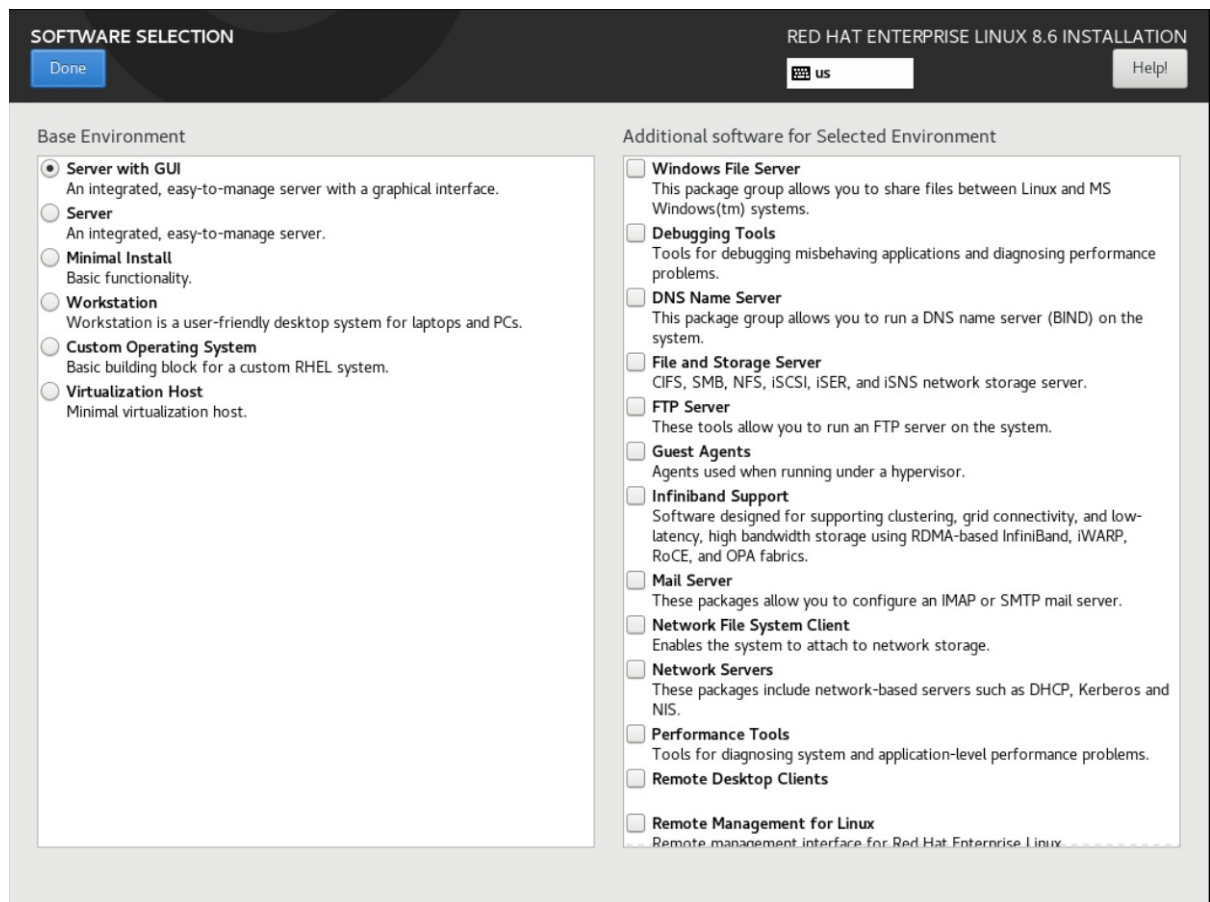 SOFTWARE SELECTION
RED HAT ENTERPRISE LINUX 8.6 INSTALLATION
Done
us
Help!
Base Environment
Server with GUI
An integrated, easy-to-manage server with a graphical interface.
Server
An integrated, easy-to-manage server.
Minimal Install
Basic functionality.
Workstation
Workstation is a user-friendly desktop system for laptops and PCs.
Custom Operating System
Basic building block for a custom RHEL system.
Virtualization Host
Minimal virtualization host.
Additional software for Selected Environment
Windows File Server
This package group allows you to share files between Linux and MS
Windows(tm) systems.
Debugging Tools
Tools for debugging misbehaving applications and diagnosing performance
problems.
DNS Name Server
This package group allows you to run a DNS name server (BIND) on the
system.
File and Storage Server
CIFS, SMB, NFS, iSCSI, iSER, and iSNS network storage server.
FTP Server
These tools allow you to run an FTP server on the system.
Guest Agents
Agents used when running under a hypervisor.
Infiniband Support
Software designed for supporting clustering, grid connectivity, and low-
latency, high bandwidth storage using RDMA-based InfiniBand, iWARP,
RoCE, and OPA fabrics.
Mail Server
These packages allow you to configure an IMAP or SMTP mail server.
Network File System Client
Enables the system to attach to network storage.
Network Servers
These packages include network-based servers such as DHCP, Kerberos and
NIS.
Performance Tools
Tools for diagnosing system and application-level performance problems.
Remote Desktop Clients
Remote Management for Linux
Remote management interface for Red Hat Enterprise Linux